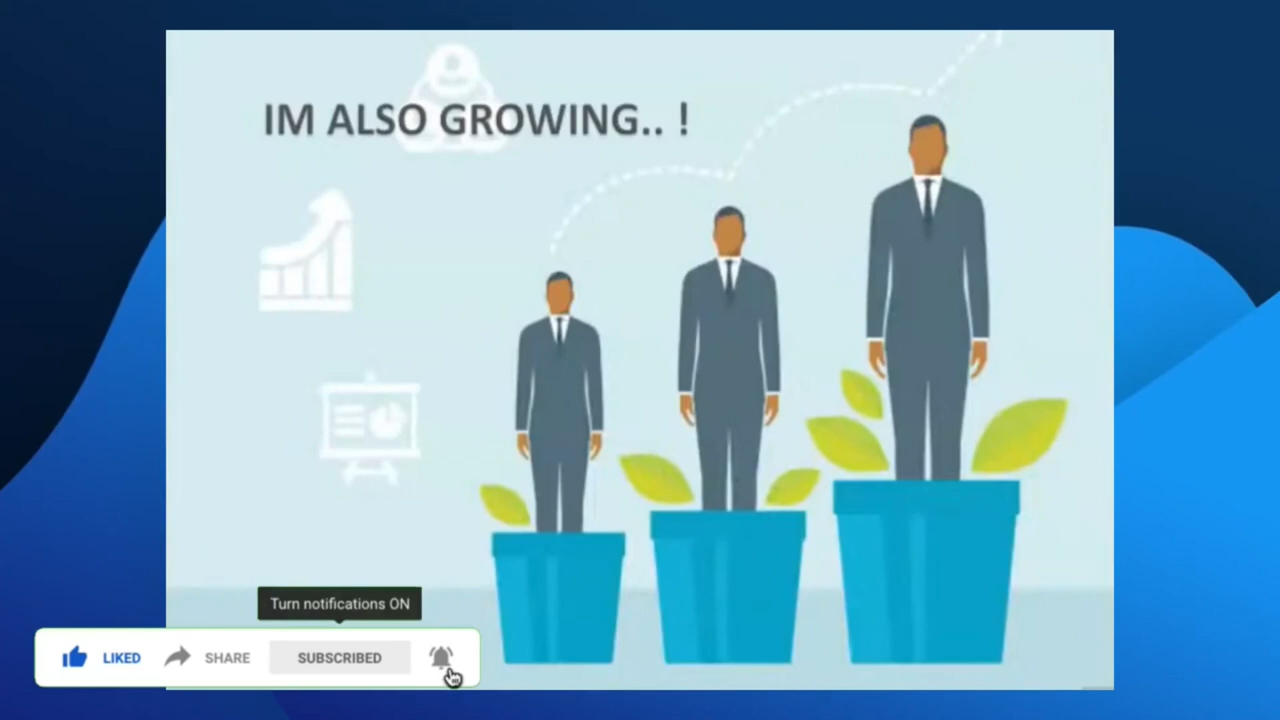 IM ALSO GROWING.. !
Turn notifications ON
LIKED SHARE SUBSCRIBED